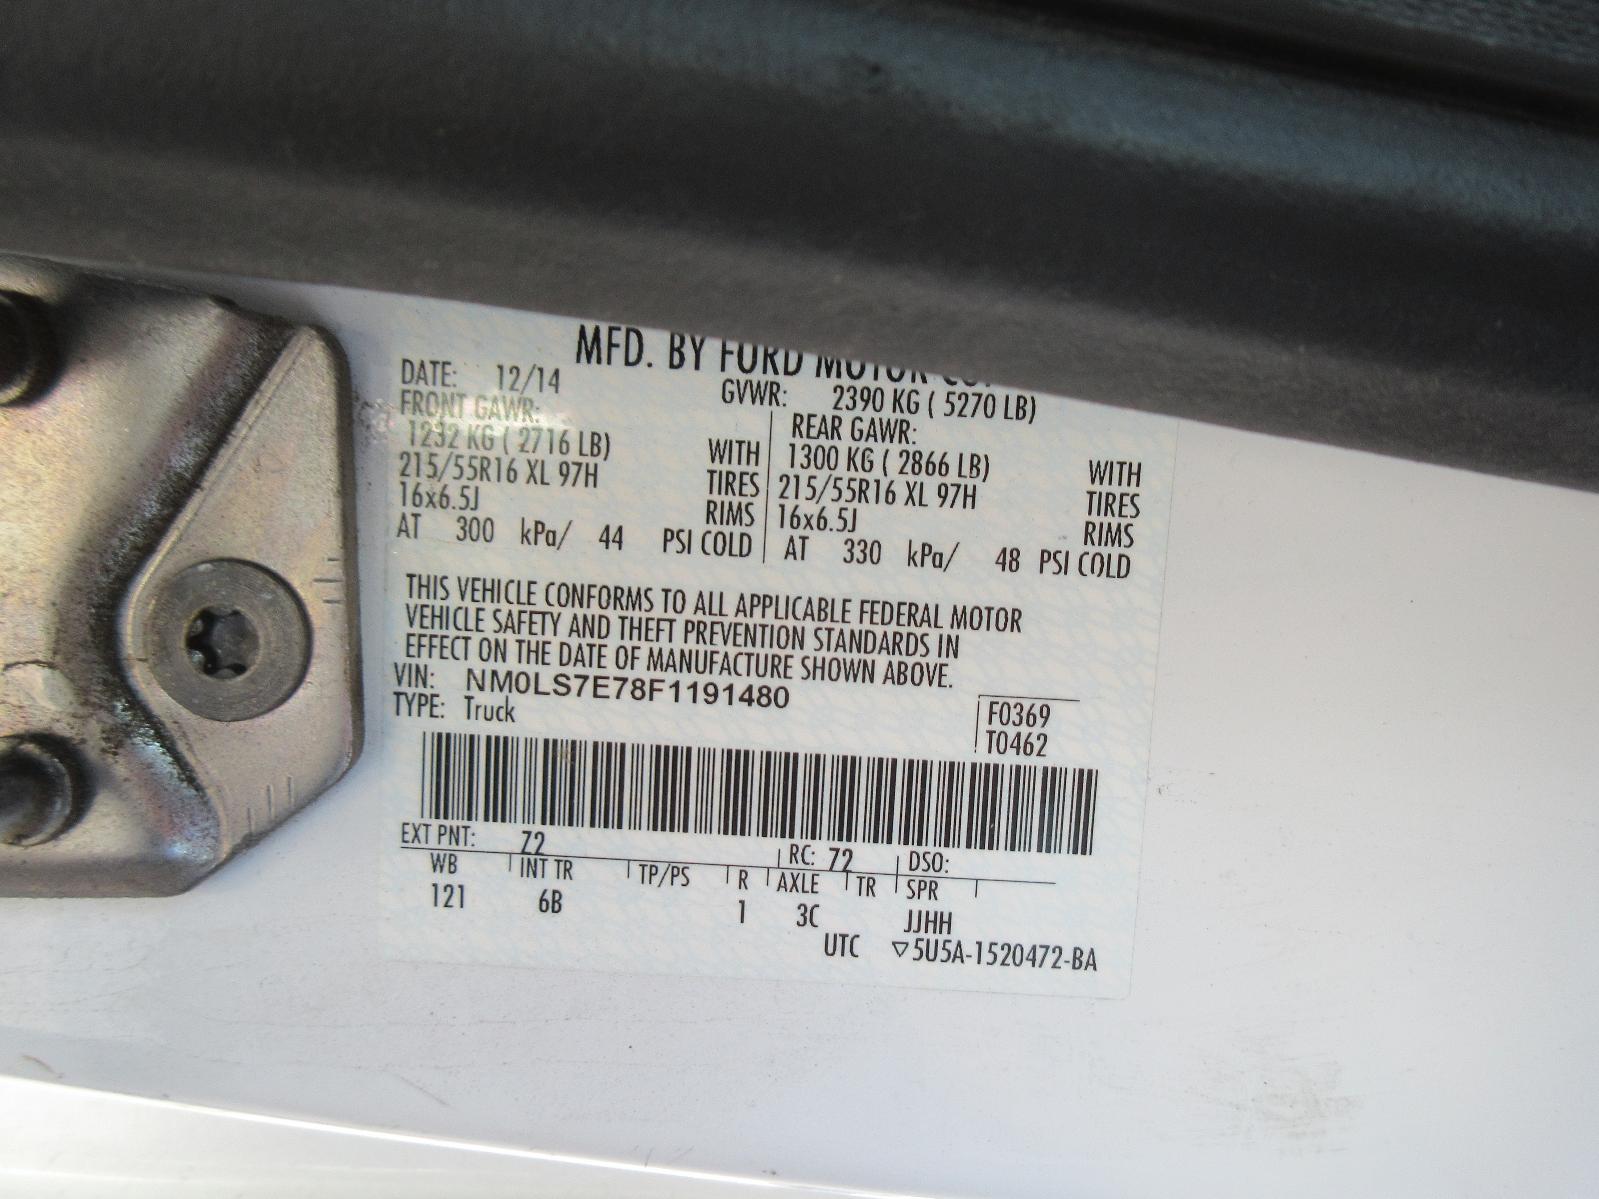 MFD. BY FORD MOTOR CO.
DATE: 12/14 GVWR: 2390 KG ( 5270 LB)
FRONT GAWR: REAR GAWR:
1232 KG ( 2716 LB) WITH 1300 KG ( 2866 LB) WITH
215/55R16 XL 97H TIRES 215/55R16 XL 97H TIRES
16x6.5J RIMS 16x6.5J RIMS
AT 300 kPa/ 44 PSI COLD AT 330 kPa/ 48 PSI COLD
THIS VEHICLE CONFORMS TO ALL APPLICABLE FEDERAL MOTOR
VEHICLE SAFETY AND THEFT PREVENTION STANDARDS IN
EFFECT ON THE DATE OF MANUFACTURE SHOWN ABOVE.
VIN: NM0LS7E78F1191480
TYPE: Truck F0369
T0462
EXT PNT: Z2 RC: 72 DSO:
WB INT TR TP/PS R AXLE TR SPR
121 6B 1 3C JJHH
UTC ▽5U5A-1520472-BA